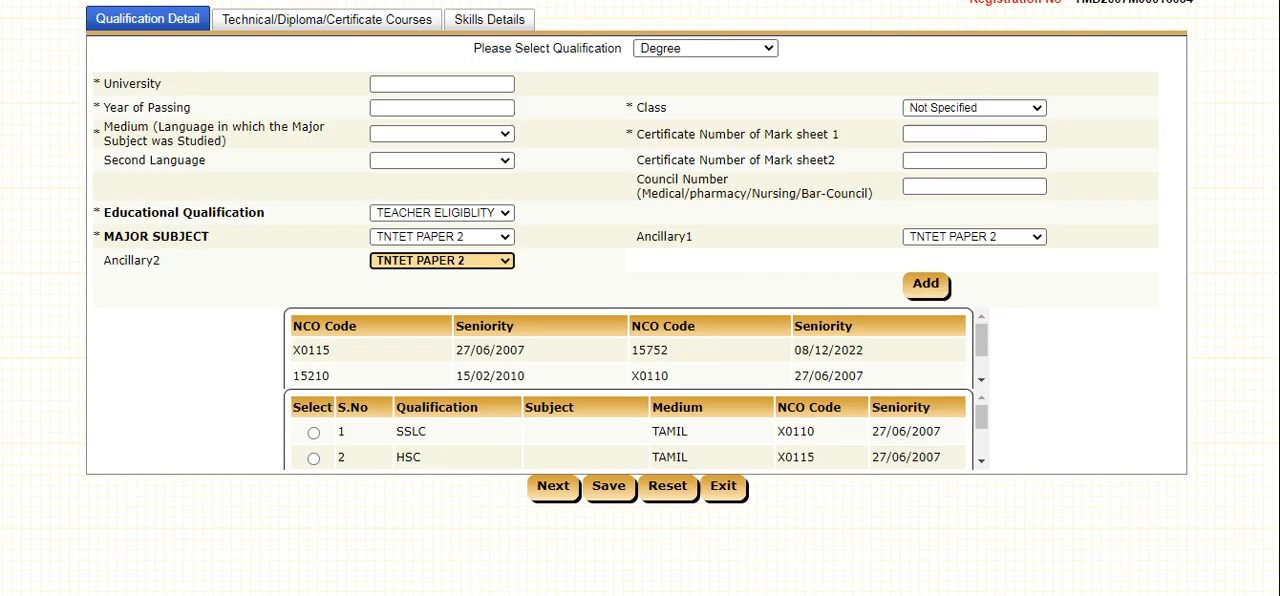 Qualification Detail Technical/Diploma/Certificate Courses Skills Details
Please Select Qualification Degree
* University
* Year of Passing * Class Not Specified
* Medium (Language in which the Major Subject was Studied) * Certificate Number of Mark sheet 1
Second Language Certificate Number of Mark sheet2
Council Number
(Medical/pharmacy/Nursing/Bar-Council)
* Educational Qualification TEACHER ELIGIBLITY
* MAJOR SUBJECT TNTET PAPER 2 Ancillary1 TNTET PAPER 2
Ancillary2 TNTET PAPER 2
Add
NCO Code Seniority NCO Code Seniority
X0115 27/06/2007 15752 08/12/2022
15210 15/02/2010 X0110 27/06/2007
Select S.No Qualification Subject Medium NCO Code Seniority
1 SSLC TAMIL X0110 27/06/2007
2 HSC TAMIL X0115 27/06/2007
Next Save Reset Exit